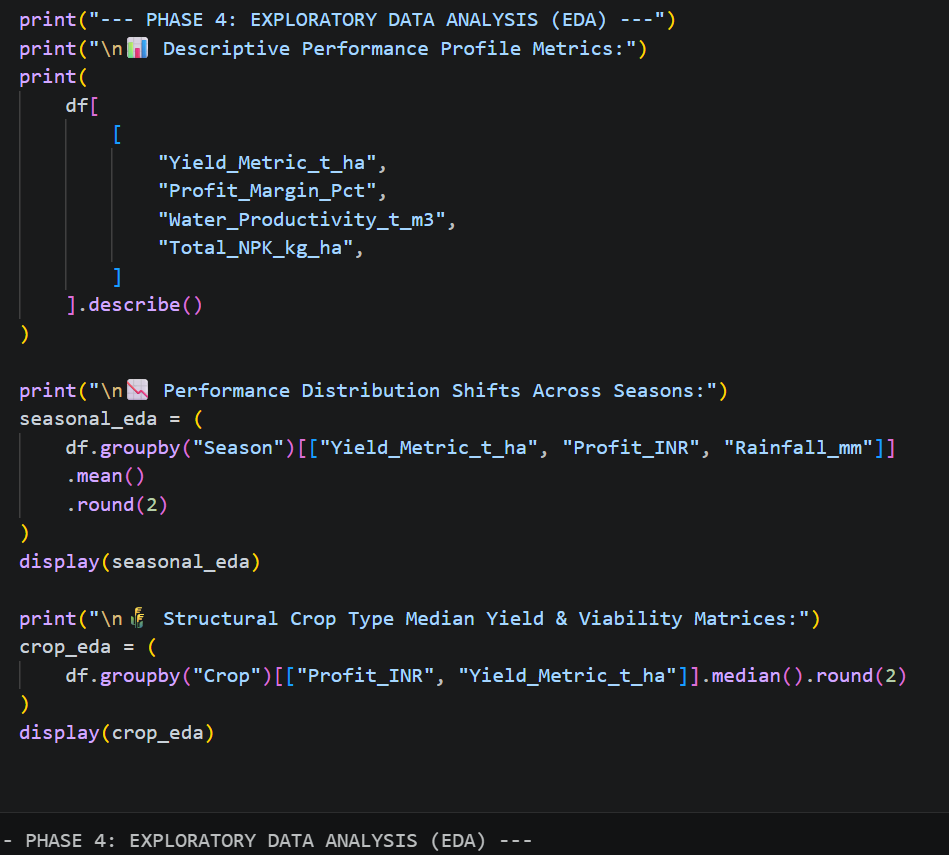 print("--- PHASE 4: EXPLORATORY DATA ANALYSIS (EDA) ---")
print("\n📊 Descriptive Performance Profile Metrics:")
print(
    df[
        [
            "Yield_Metric_t_ha",
            "Profit_Margin_Pct",
            "Water_Productivity_t_m3",
            "Total_NPK_kg_ha",
        ]
    ].describe()
)

print("\n📉 Performance Distribution Shifts Across Seasons:")
seasonal_eda = (
    df.groupby("Season")[["Yield_Metric_t_ha", "Profit_INR", "Rainfall_mm"]]
    .mean()
    .round(2)
)
display(seasonal_eda)

print("\n🌾 Structural Crop Type Median Yield & Viability Matrices:")
crop_eda = (
    df.groupby("Crop")[["Profit_INR", "Yield_Metric_t_ha"]].median().round(2)
)
display(crop_eda)

- PHASE 4: EXPLORATORY DATA ANALYSIS (EDA) ---